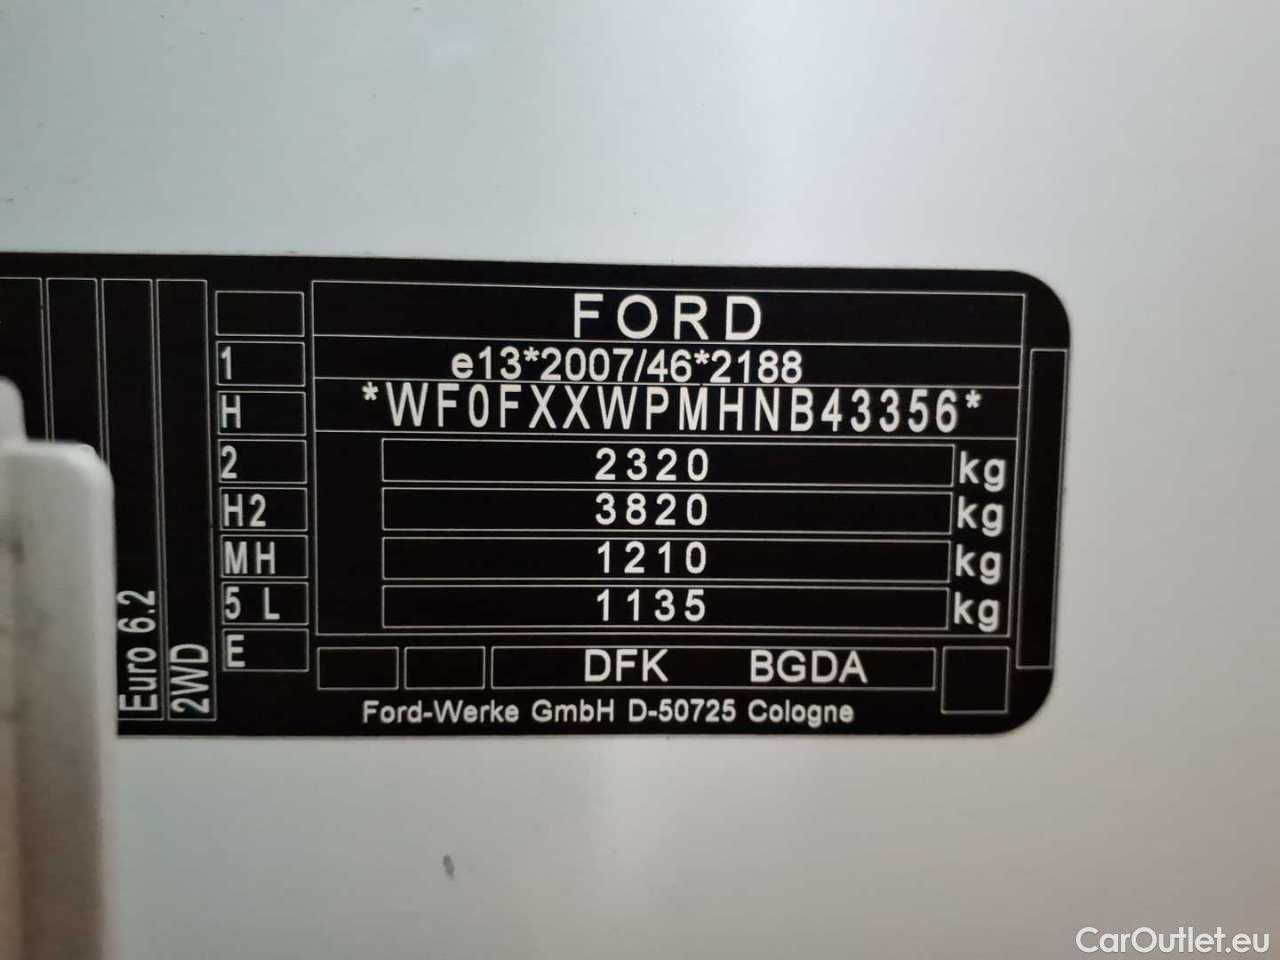 FORD
1
e13*2007/46*2188
H
*WF0FXXWPMHNB43356*
2
2320 kg
H2
3820 kg
MH
1210 kg
5 L
1135 kg
E
DFK BGDA
Ford-Werke GmbH D-50725 Cologne
Euro 6.2
2WD
CarOutlet.eu